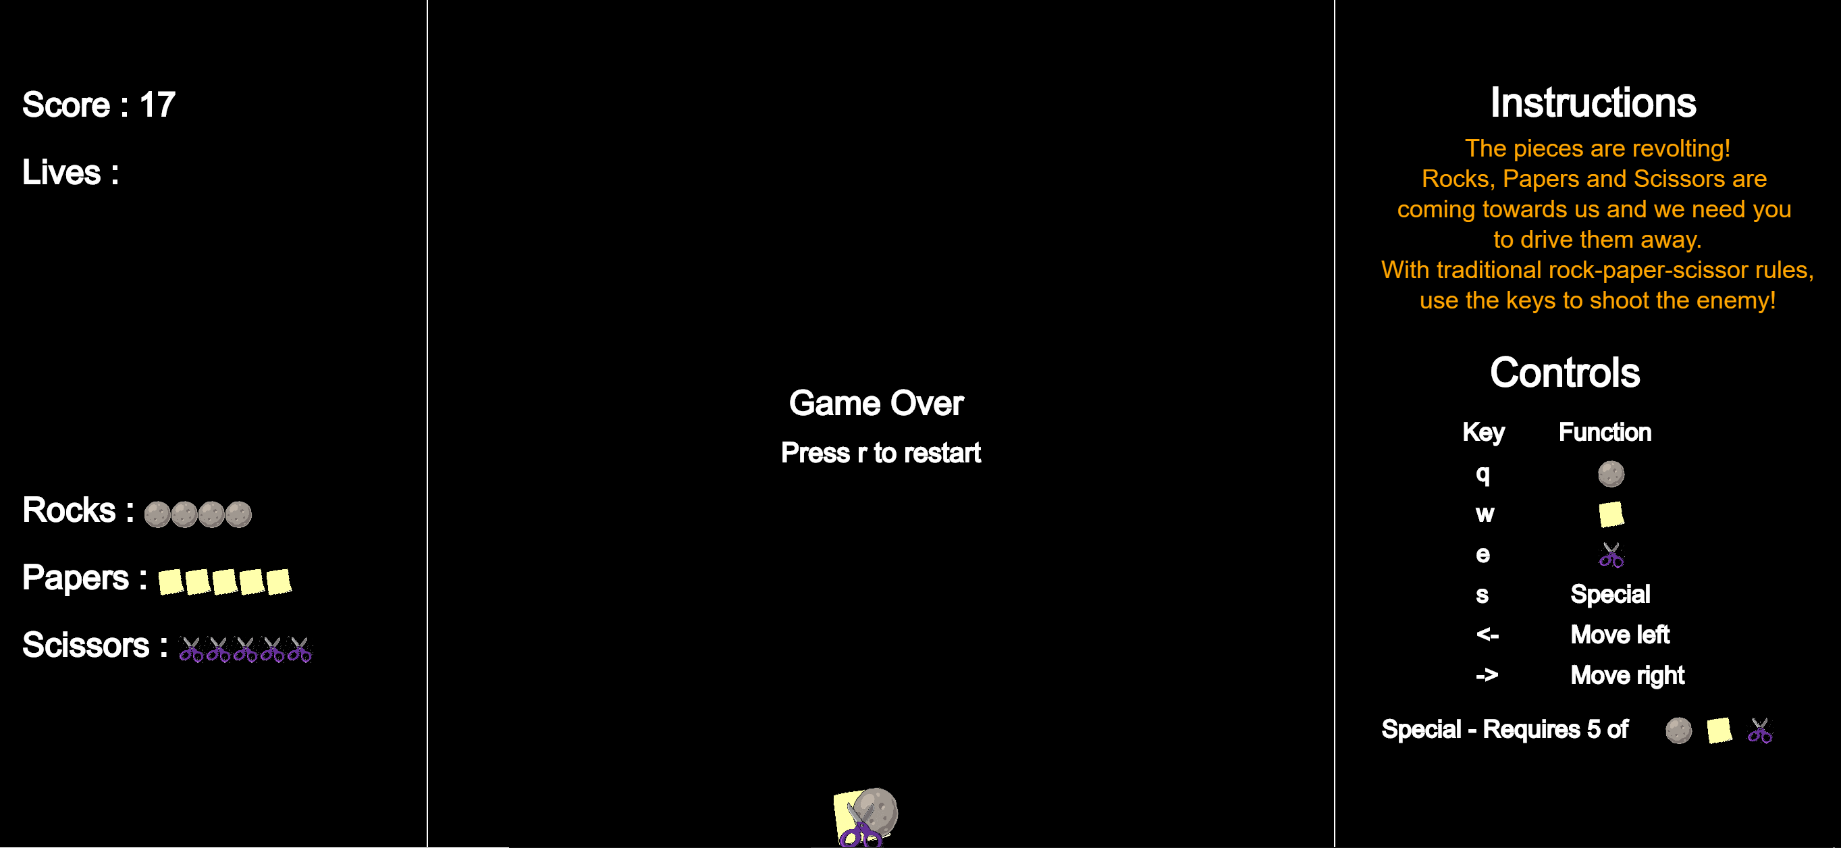 Score : 17
Lives :
Rocks :
Papers :
Scissors :
Game Over
Press r to restart
Instructions
The pieces are revolting!
Rocks, Papers and Scissors are
coming towards us and we need you
to drive them away.
With traditional rock-paper-scissor rules,
use the keys to shoot the enemy!
Controls
Key Function
q
w
e
s Special
<- Move left
-> Move right
Special - Requires 5 of